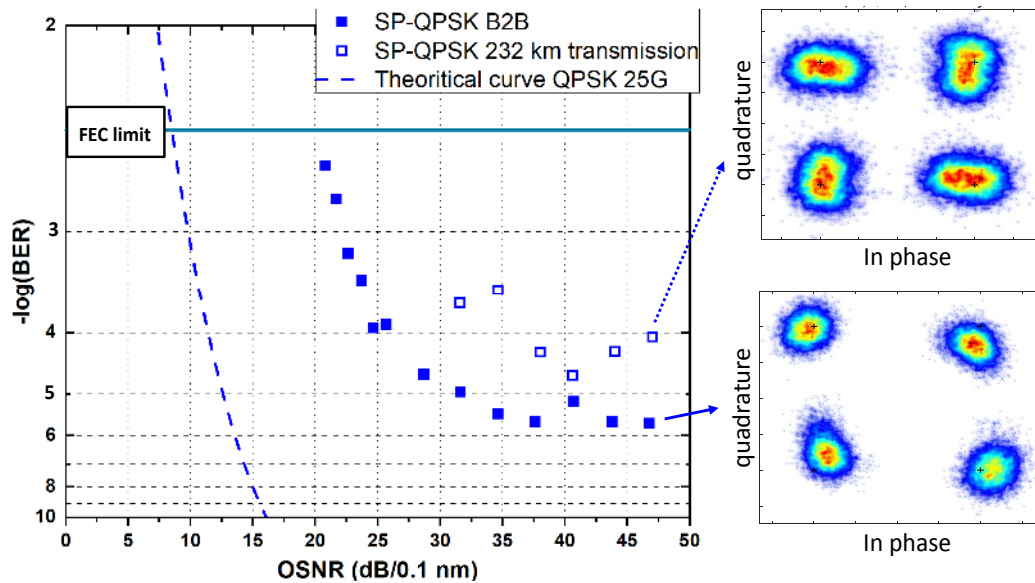 SP-QPSK B2B
SP-QPSK 232 km transmission
Theoritical curve QPSK 25G
FEC limit
-log(BER)
2
3
4
5
6
8
10
0 5 10 15 20 25 30 35 40 45 50
OSNR (dB/0.1 nm)
quadrature
In phase
quadrature
In phase